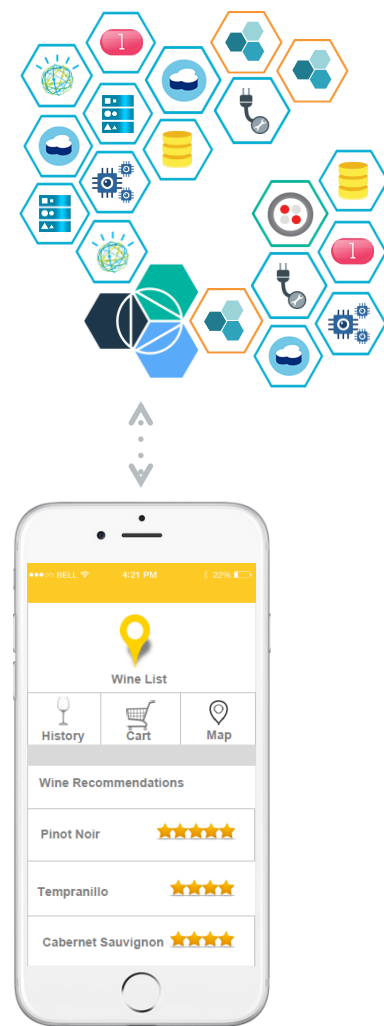 1
1
BELL 4:21 PM 22%
Wine List
History Cart Map
Wine Recommendations
Pinot Noir
Tempranillo
Cabernet Sauvignon